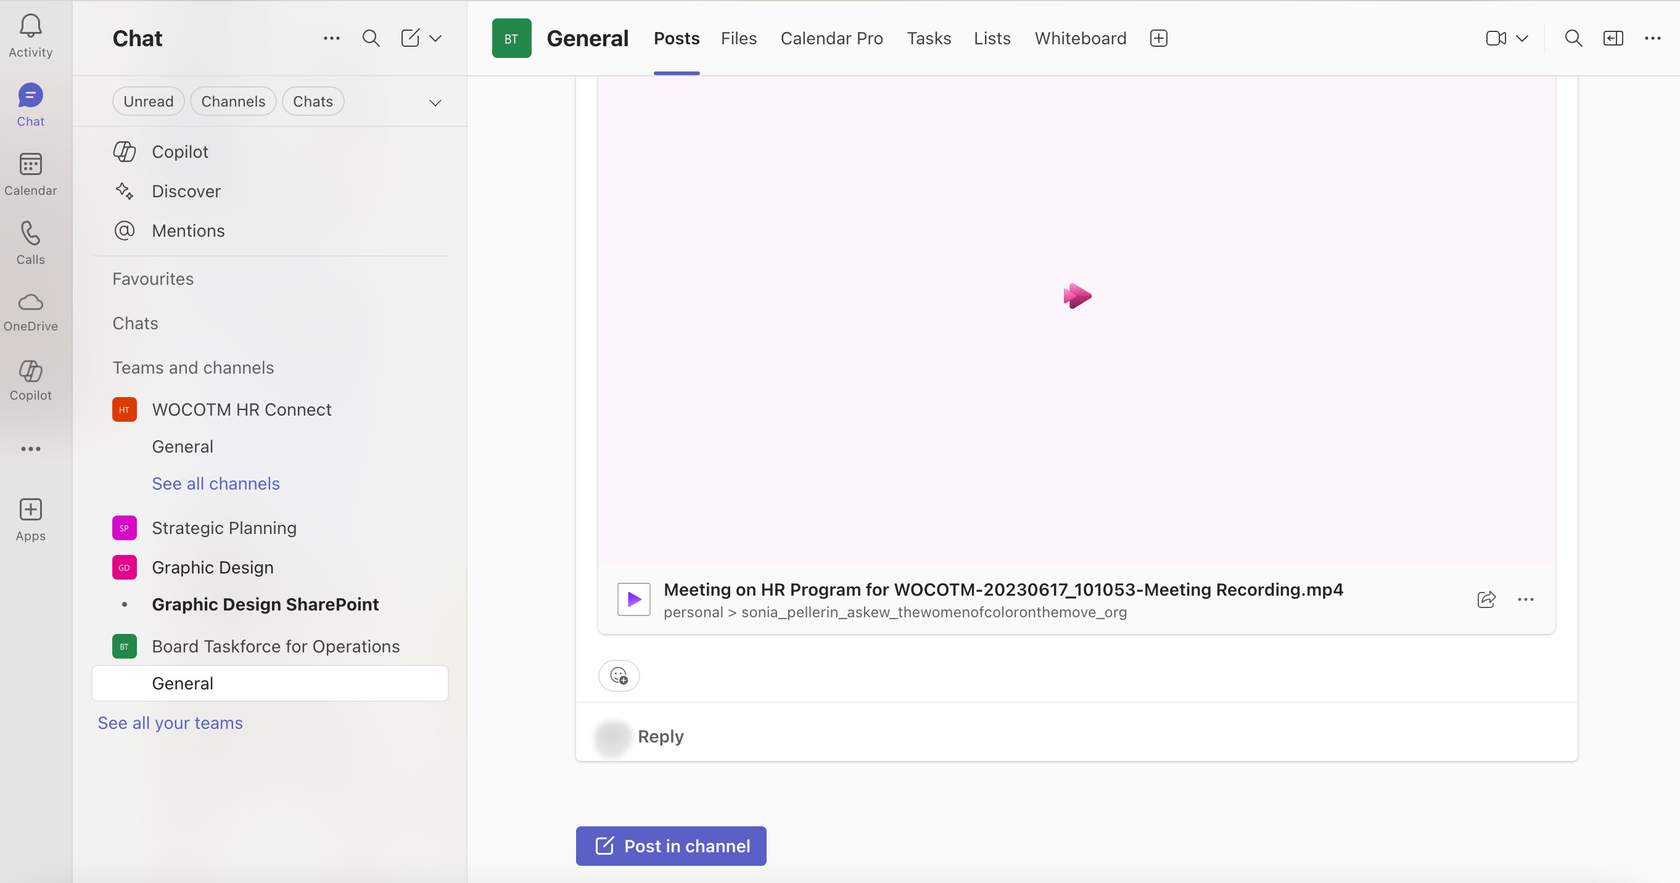 Activity
Chat
Calendar
Calls
OneDrive
Copilot
Apps
Chat
Unread
Channels
Chats
Copilot
Discover
Mentions
Favourites
Chats
Teams and channels
HT WOCOTM HR Connect
General
See all channels
SP Strategic Planning
GD Graphic Design
Graphic Design SharePoint
BT Board Taskforce for Operations
General
See all your teams
BT General Posts Files Calendar Pro Tasks Lists Whiteboard
Meeting on HR Program for WOCOTM-20230617_101053-Meeting Recording.mp4
personal > sonia_pellerin_askew_thewomenofcoloronthemove_org
Reply
Post in channel